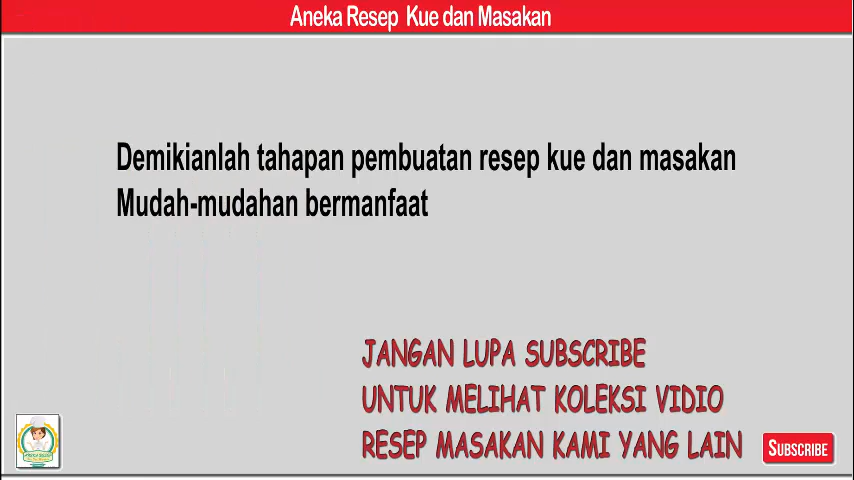 Aneka Resep Kue dan Masakan
Demikianlah tahapan pembuatan resep kue dan masakan
Mudah-mudahan bermanfaat
JANGAN LUPA SUBSCRIBE
UNTUK MELIHAT KOLEKSI VIDIO
RESEP MASAKAN KAMI YANG LAIN
SUBSCRIBE